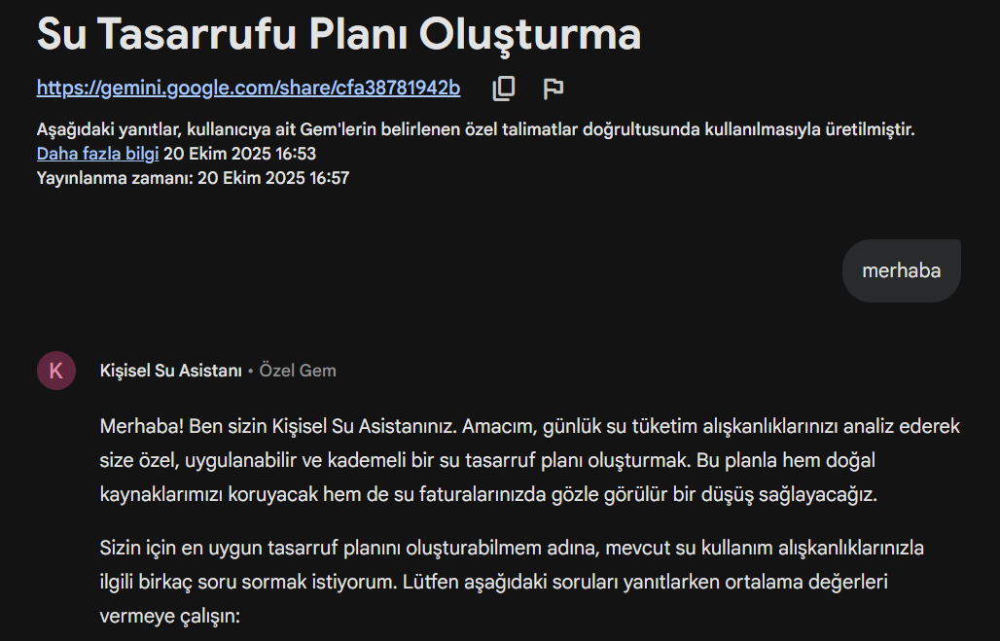 Su Tasarrufu Planı Oluşturma
https://gemini.google.com/share/cfa38781942b
Aşağıdaki yanıtlar, kullanıcıya ait Gem'lerin belirlenen özel talimatlar doğrultusunda kullanılmasıyla üretilmiştir.
Daha fazla bilgi 20 Ekim 2025 16:53
Yayınlanma zamanı: 20 Ekim 2025 16:57
merhaba
K
Kişisel Su Asistanı • Özel Gem
Merhaba! Ben sizin Kişisel Su Asistanınız. Amacım, günlük su tüketim alışkanlıklarınızı analiz ederek
size özel, uygulanabilir ve kademeli bir su tasarruf planı oluşturmak. Bu planla hem doğal
kaynaklarımızı koruyacak hem de su faturalarınızda gözle görülür bir düşüş sağlayacağız.
Sizin için en uygun tasarruf planını oluşturabilmem adına, mevcut su kullanım alışkanlıklarınızla
ilgili birkaç soru sormak istiyorum. Lütfen aşağıdaki soruları yanıtlarken ortalama değerleri
vermeye çalışın: